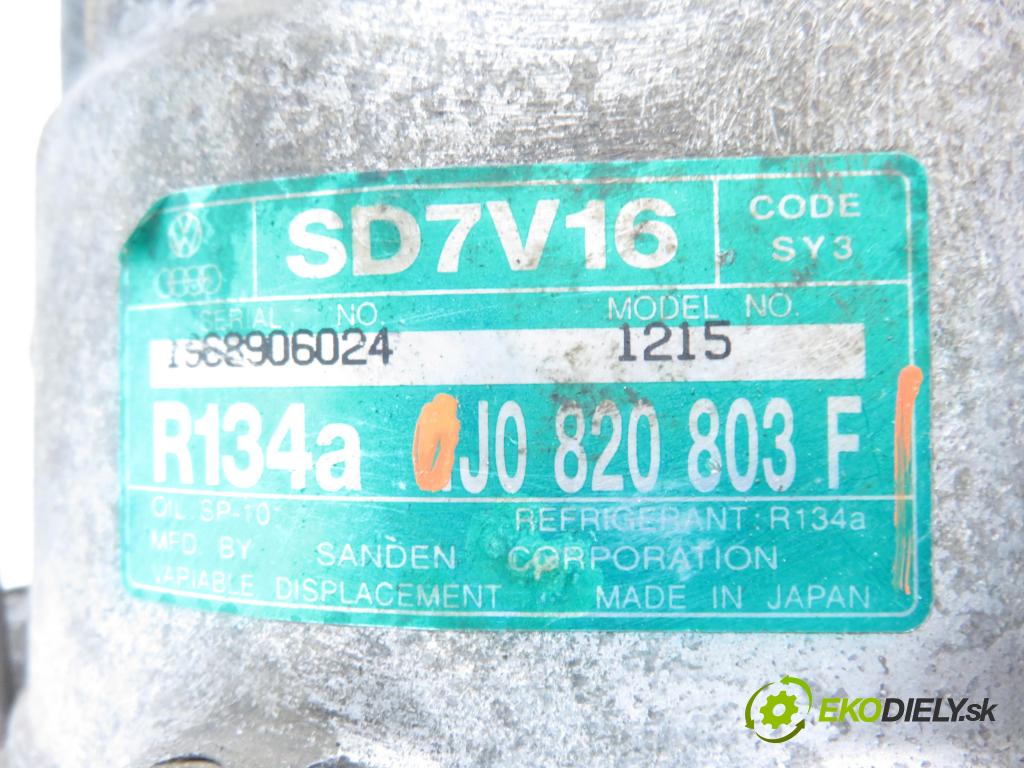 SD7V16
CODE
SY3
SERIAL NO.
MODEL NO.
1215
R134a J0 820 803 F
OIL: SP-10
REFRIGERANT: R134a
MFD. BY SANDEN CORPORATION
DISPLACEMENT MADE IN JAPAN
EKODIELY.sk